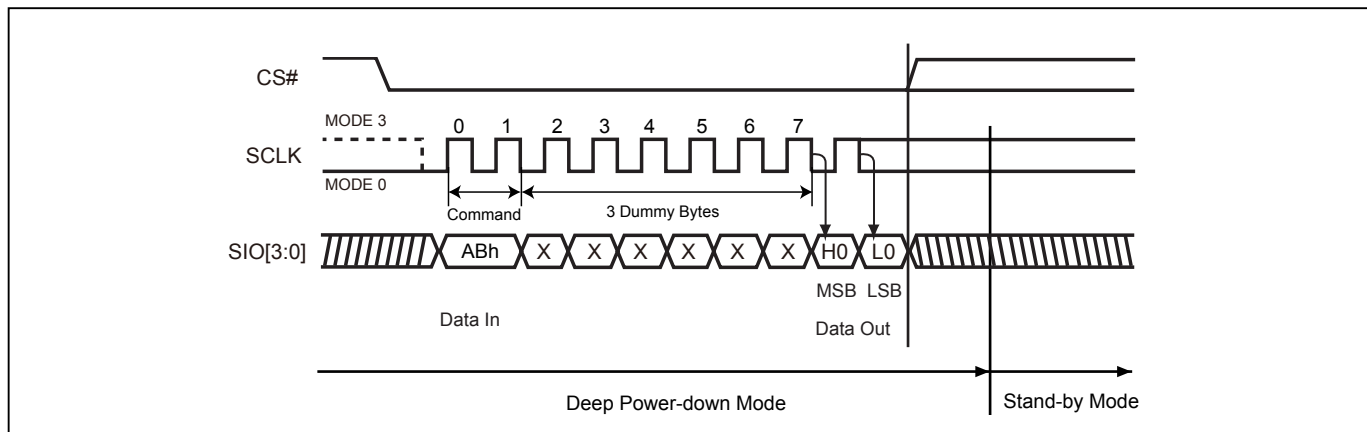 CS#
MODE 3
0 1 2 3 4 5 6 7
SCLK
MODE 0
Command
3 Dummy Bytes
SIO[3:0]
ABh X X X X X X H0 L0
MSB LSB
Data In
Data Out
Deep Power-down Mode
Stand-by Mode